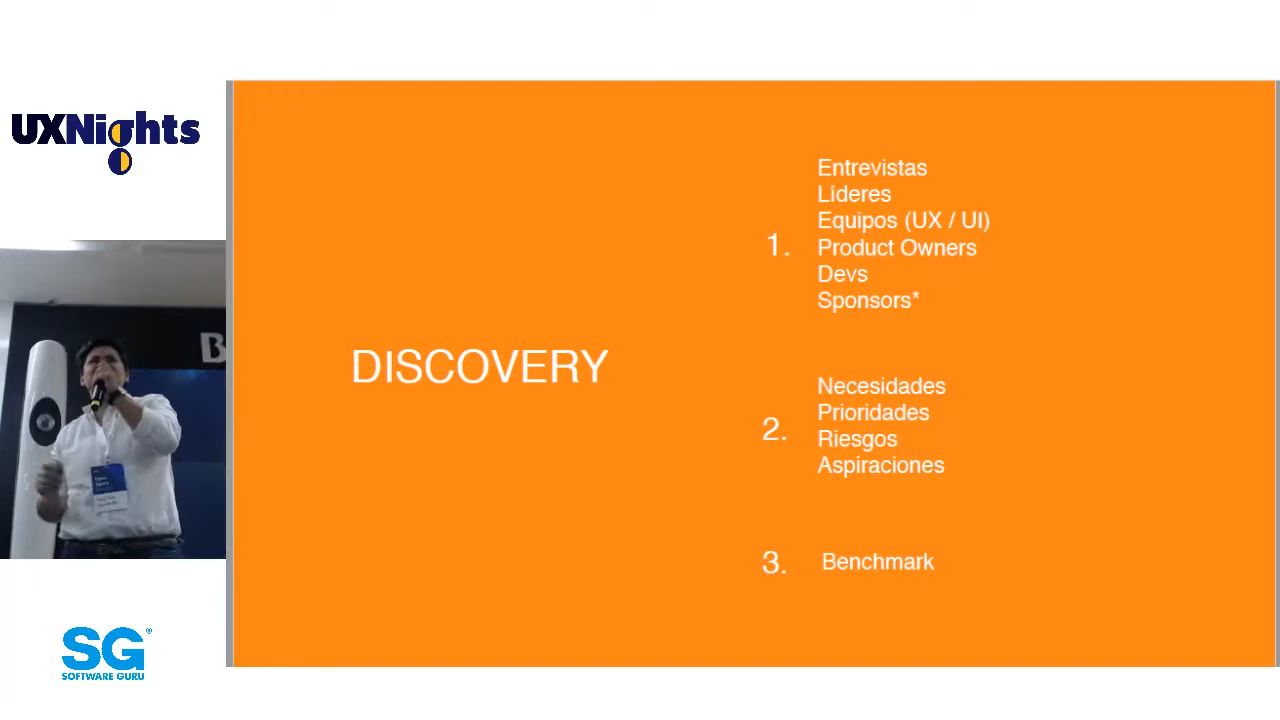 UXNights
B
DISCOVERY
1.
Entrevistas
Líderes
Equipos (UX / UI)
Product Owners
Devs
Sponsors*
2.
Necesidades
Prioridades
Riesgos
Aspiraciones
3.
Benchmark
SG®
SOFTWARE GURU